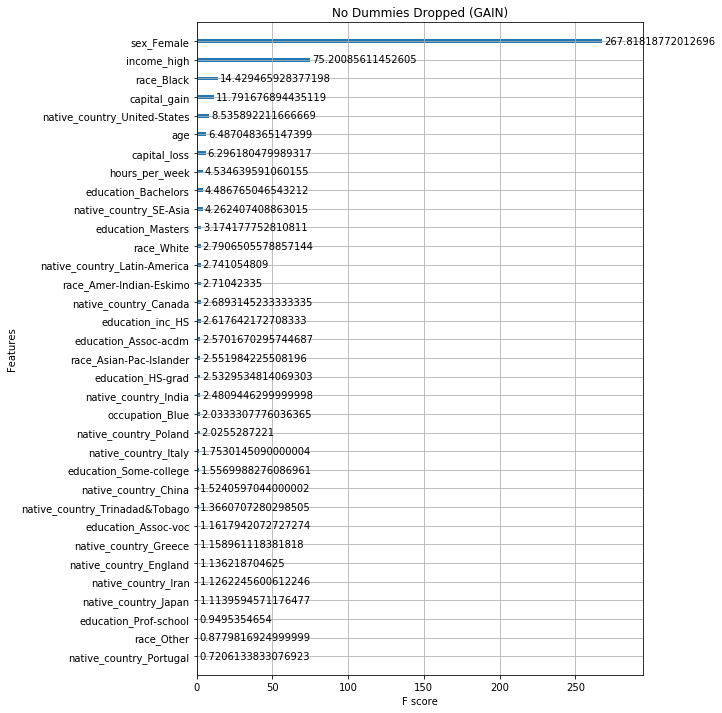 No Dummies Dropped (GAIN)
sex_Female 267.81818772012696
income_high 75.20085611452605
race_Black 14.429465928377198
capital_gain 11.791676894435119
native_country_United-States 8.535892211666669
age 6.487048365147399
capital_loss 6.296180479989317
hours_per_week 4.534639591060155
education_Bachelors 4.486765046543212
native_country_SE-Asia 4.262407408863015
education_Masters 3.174177752810811
race_White 2.7906505578857144
native_country_Latin-America 2.741054809
race_Amer-Indian-Eskimo 2.71042335
native_country_Canada 2.6893145233333335
education_inc_HS 2.617642172708333
education_Assoc-acdm 2.5701670295744687
race_Asian-Pac-Islander 2.551984225508196
education_HS-grad 2.5329534814069303
native_country_India 2.4809446299999998
occupation_Blue 2.0333307776036365
native_country_Poland 2.0255287221
native_country_Italy 1.7530145090000004
education_Some-college 1.5569988276086961
native_country_China 1.5240597044000002
native_country_Trinadad&Tobago 1.3660707280298505
education_Assoc-voc 1.1617942072727274
native_country_Greece 1.158961118381818
native_country_England 1.136218704625
native_country_Iran 1.1262245600612246
native_country_Japan 1.1139594571176477
education_Prof-school 0.9495354654
race_Other 0.8779816924999999
native_country_Portugal 0.7206133833076923
0 50 100 150 200 250
F score
Features